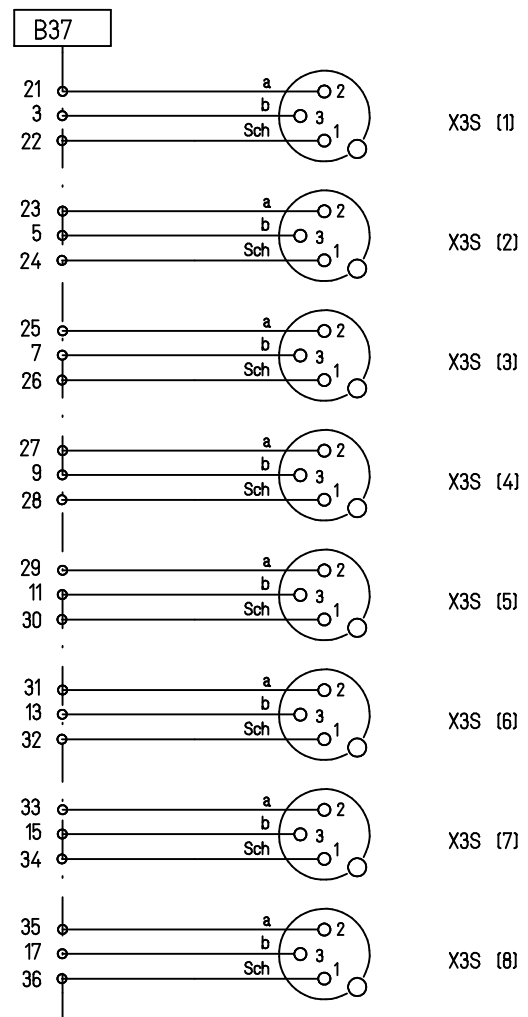 B37
21 a 2
3 b 3 X3S (1)
22 Sch 1
23 a 2
5 b 3 X3S (2)
24 Sch 1
25 a 2
7 b 3 X3S (3)
26 Sch 1
27 a 2
9 b 3 X3S (4)
28 Sch 1
29 a 2
11 b 3 X3S (5)
30 Sch 1
31 a 2
13 b 3 X3S (6)
32 Sch 1
33 a 2
15 b 3 X3S (7)
34 Sch 1
35 a 2
17 b 3 X3S (8)
36 Sch 1